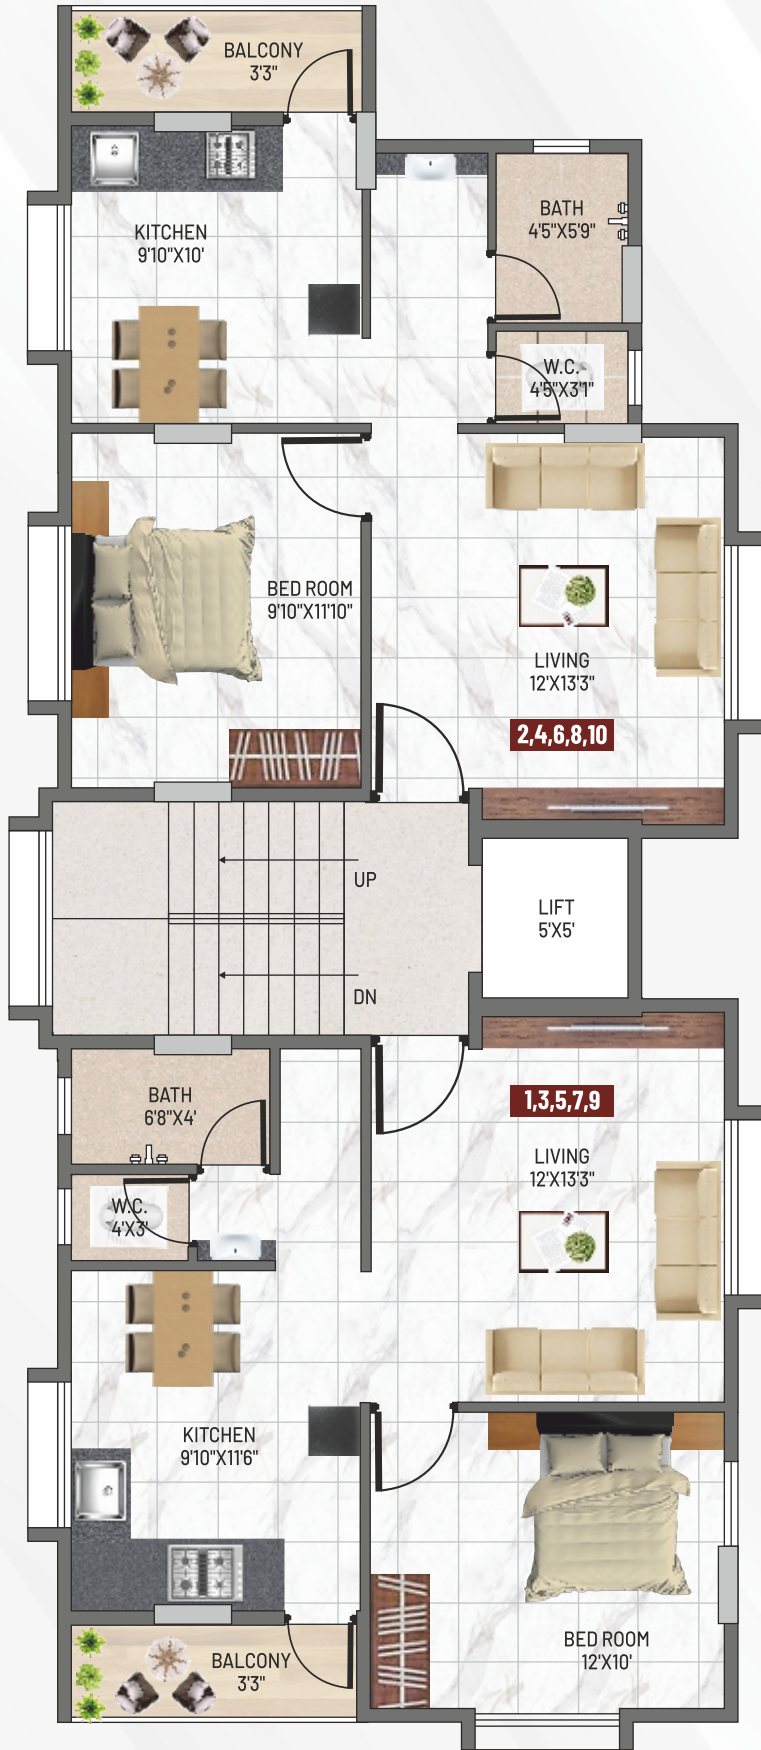 BALCONY
3'3"
KITCHEN
9'10"X10'
BATH
4'5"X5'9"
W.C.
4'5"X3'1"
BED ROOM
9'10"X11'10"
LIVING
12'X13'3"
2,4,6,8,10
UP
LIFT
5'X5'
DN
BATH
6'8"X4'
1,3,5,7,9
LIVING
12'X13'3"
W.C.
4'X3'
KITCHEN
9'10"X11'6"
BED ROOM
12'X10'
BALCONY
3'3"